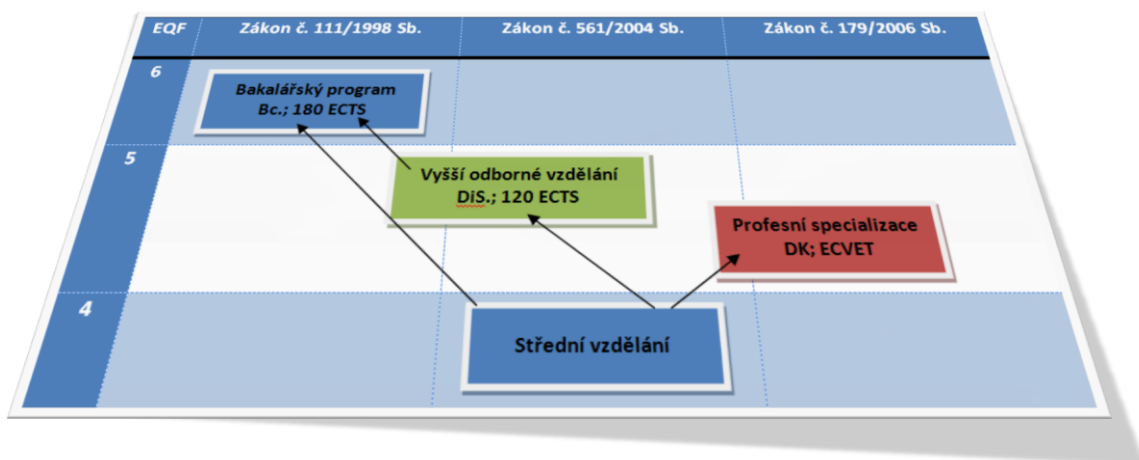 EQF
Zákon č. 111/1998 Sb.
Zákon č. 561/2004 Sb.
Zákon č. 179/2006 Sb.
6
Bakalářský program
Bc.; 180 ECTS
5
Vyšší odborné vzdělání
DiS.; 120 ECTS
Profesní specializace
DK; ECVET
4
Střední vzdělání